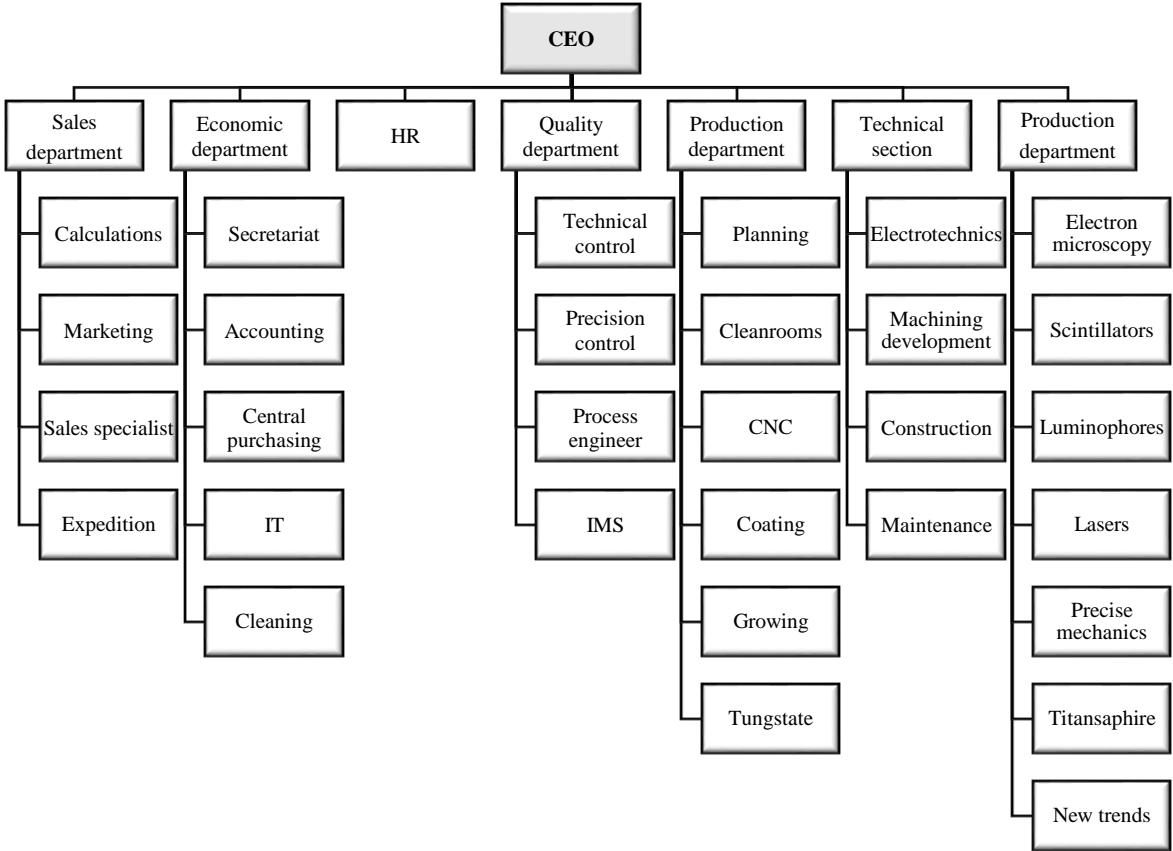 CEO
Sales
department
Economic
department
HR
Quality
department
Production
department
Technical
section
Production
department
Calculations
Marketing
Sales specialist
Expedition
Secretariat
Accounting
Central
purchasing
IT
Cleaning
Technical
control
Precision
control
Process
engineer
IMS
Planning
Cleanrooms
CNC
Coating
Growing
Tungstate
Electrotechnics
Machining
development
Construction
Maintenance
Electron
microscopy
Scintillators
Luminophores
Lasers
Precise
mechanics
Titansaphire
New trends